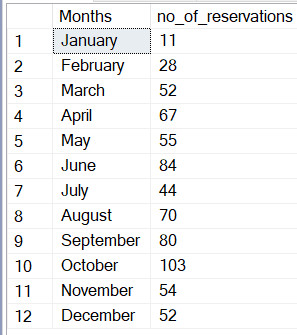 Months no_of_reservations
1 January 11
2 February 28
3 March 52
4 April 67
5 May 55
6 June 84
7 July 44
8 August 70
9 September 80
10 October 103
11 November 54
12 December 52